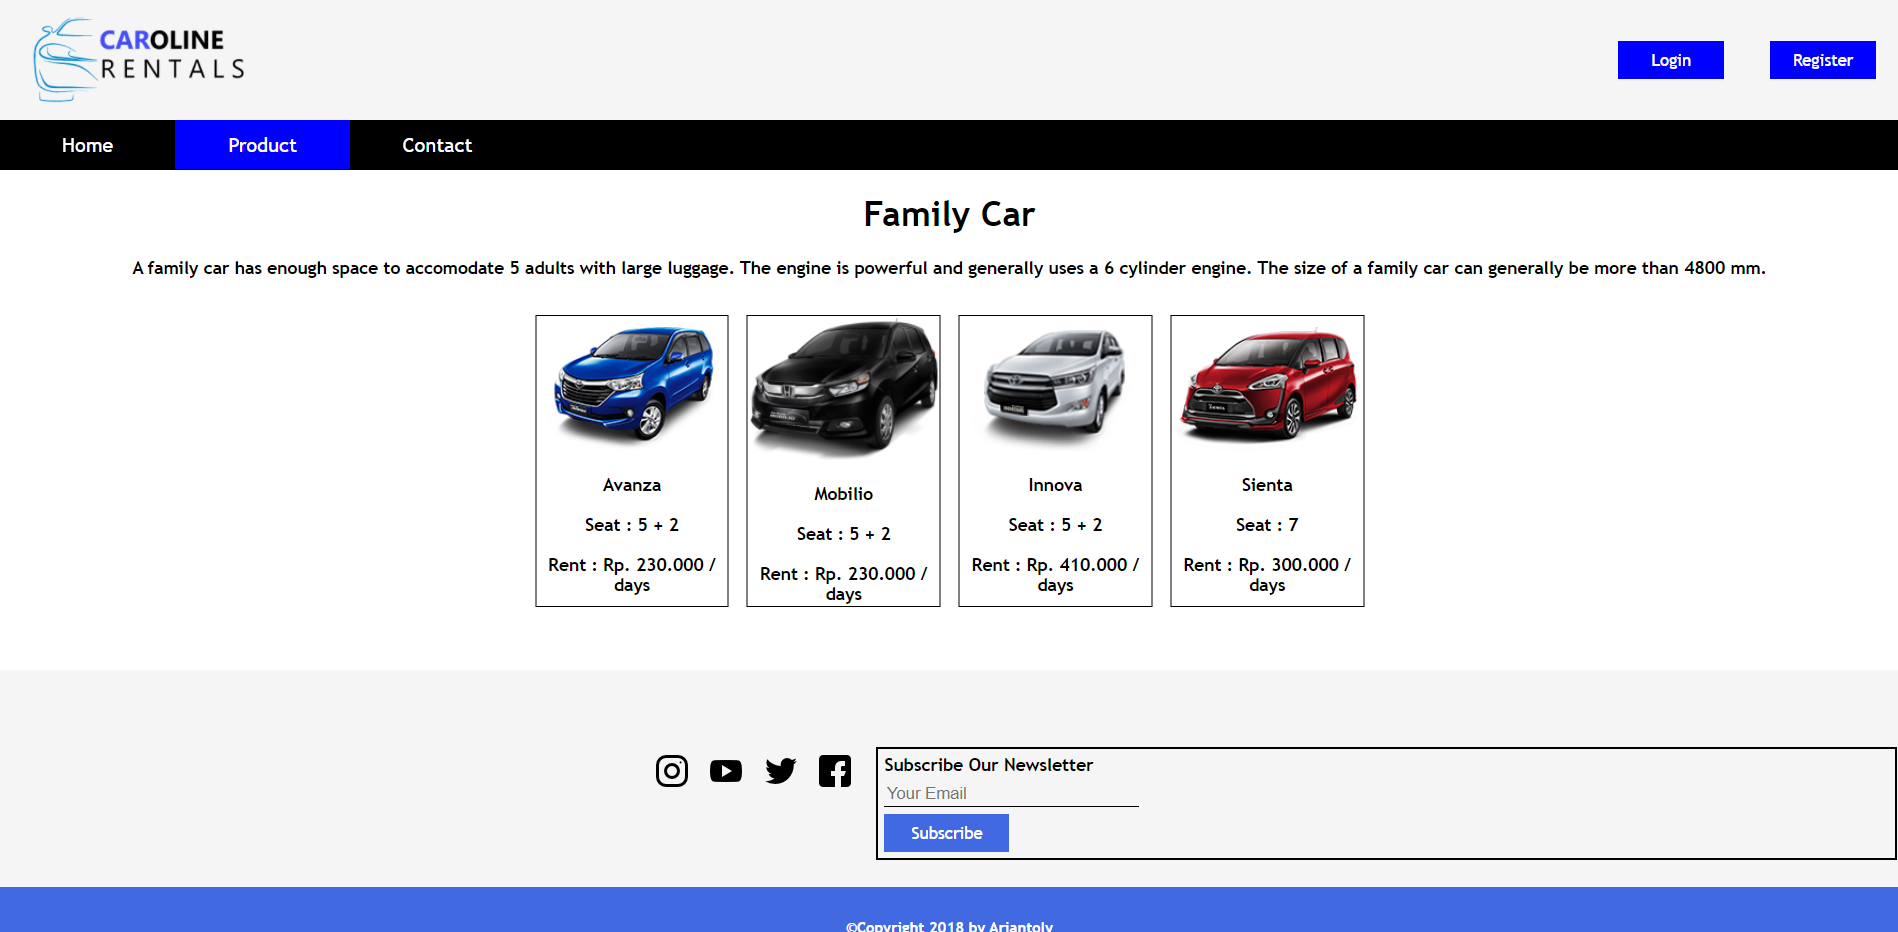 CAROLINE
RENTALS
Login
Register
Home
Product
Contact
Family Car
A family car has enough space to accomodate 5 adults with large luggage. The engine is powerful and generally uses a 6 cylinder engine. The size of a family car can generally be more than 4800 mm.
Avanza
Seat : 5 + 2
Rent : Rp. 230.000 /
days
Mobilio
Seat : 5 + 2
Rent : Rp. 230.000 /
days
Innova
Seat : 5 + 2
Rent : Rp. 410.000 /
days
Sienta
Seat : 7
Rent : Rp. 300.000 /
days
Subscribe Our Newsletter
Your Email
Subscribe
©Copyright 2018 by Ariantoly